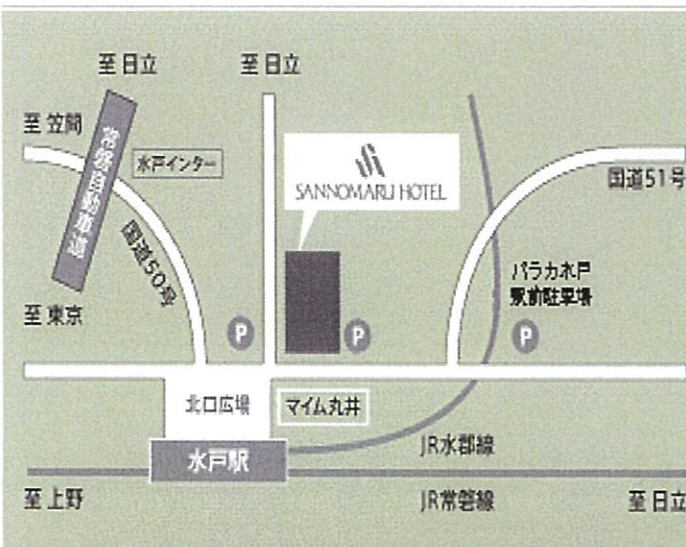 至 日立
至 日立
至 笠間
常磐自動車道
水戸インター
SANNOMARU HOTEL
国道51号
国道50号
パラカ水戸
駅前駐車場
至 東京
P
P
P
北口広場
マイム丸井
水戸駅
JR水郡線
至 上野
JR常磐線
至 日立